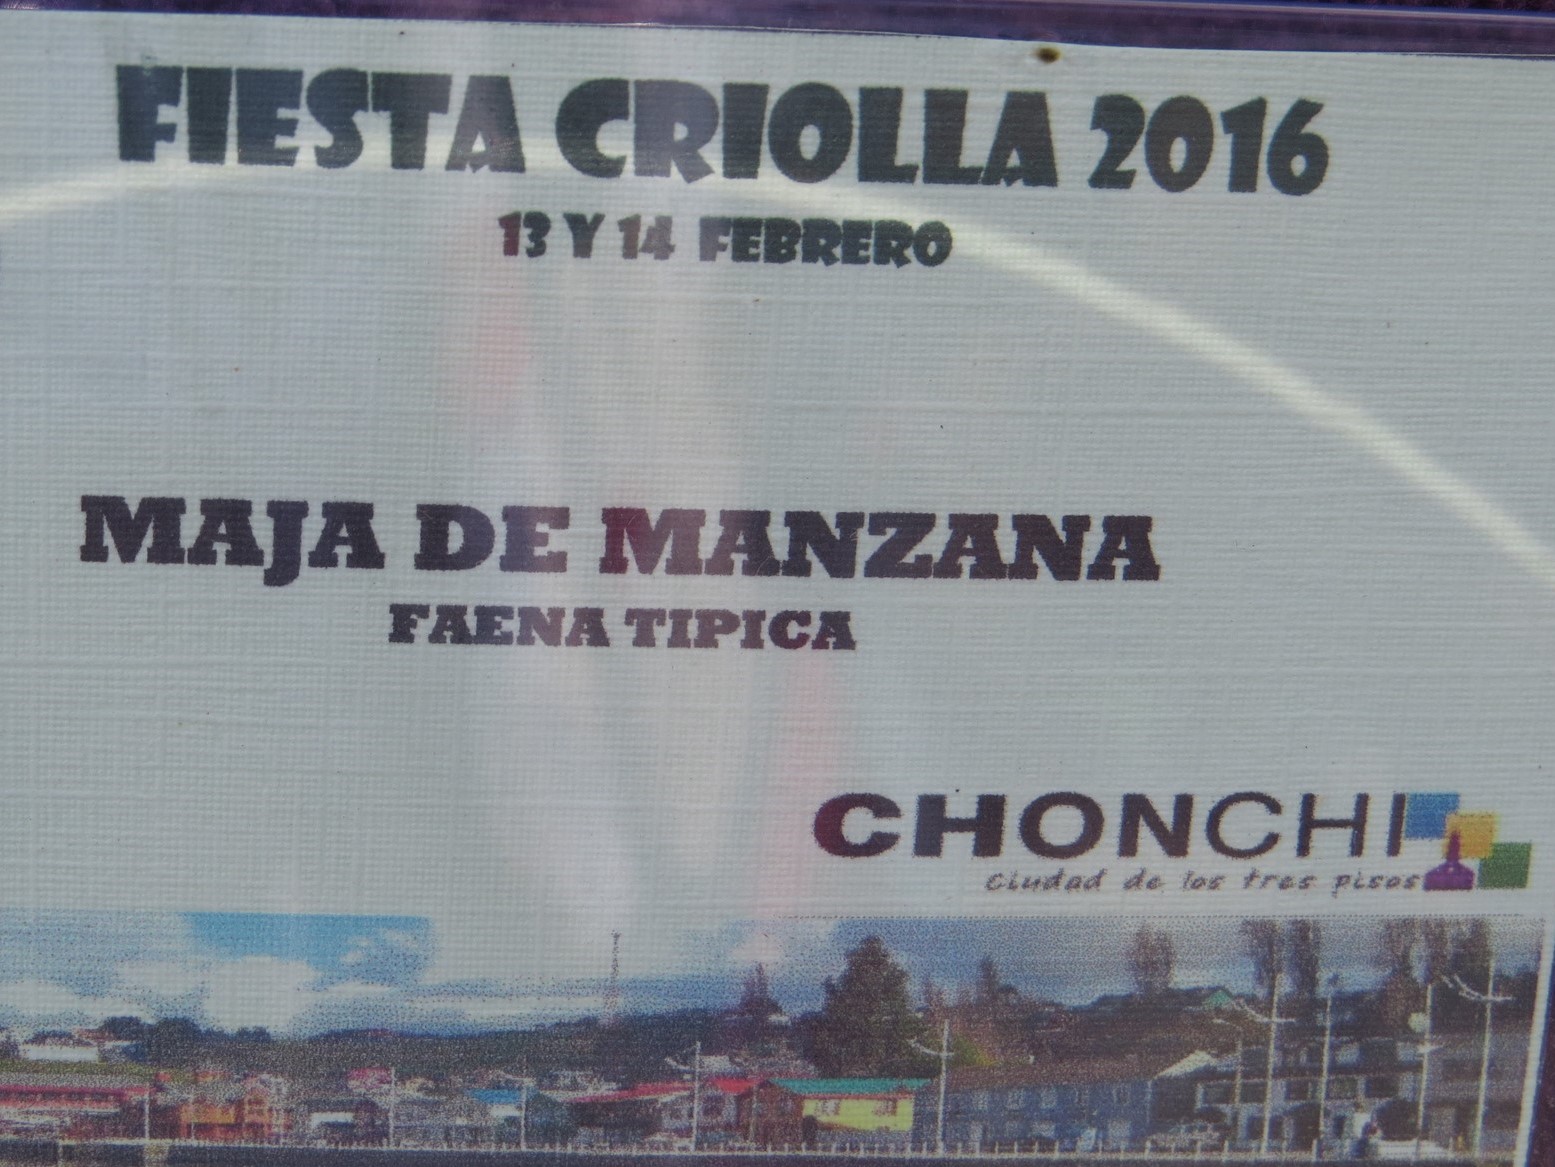 FIESTA CRIOLLA 2016
13 Y 14 FEBRERO
MAJA DE MANZANA
FAENA TIPICA
CHONCHI
Ciudad de los tres pisos